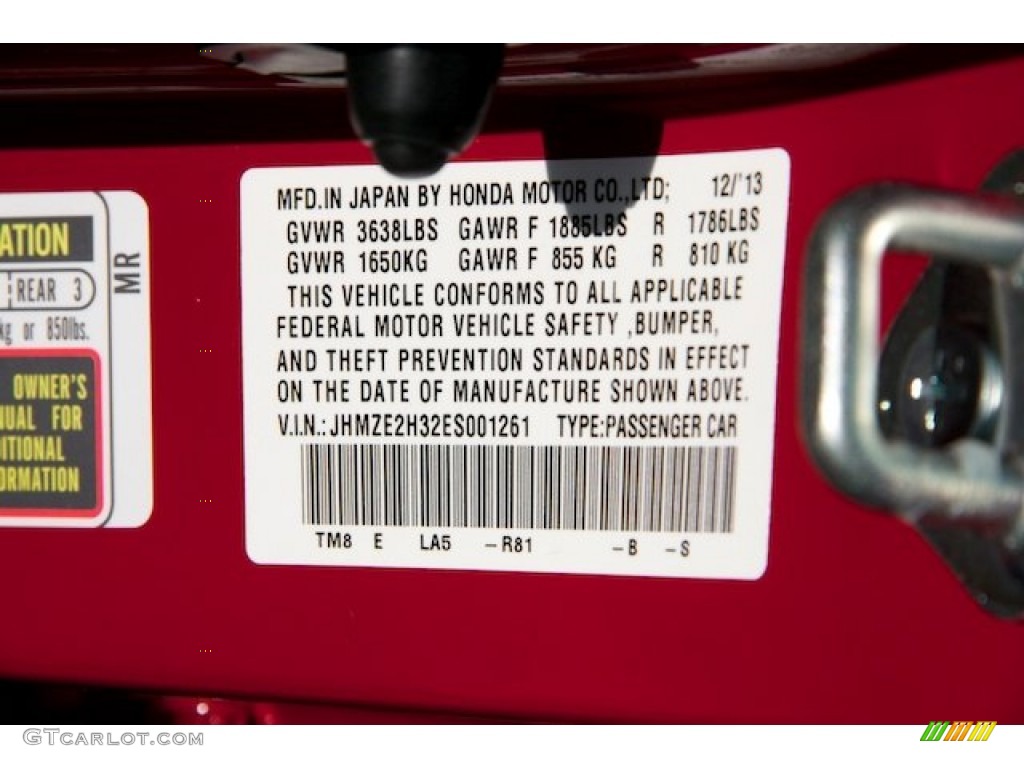 MFD.IN JAPAN BY HONDA MOTOR CO.,LTD; 12/'13
GVWR 3638LBS GAWR F 1885LBS R 1786LBS
GVWR 1650KG GAWR F 855 KG R 810 KG
THIS VEHICLE CONFORMS TO ALL APPLICABLE
FEDERAL MOTOR VEHICLE SAFETY ,BUMPER,
AND THEFT PREVENTION STANDARDS IN EFFECT
ON THE DATE OF MANUFACTURE SHOWN ABOVE.
V.I.N.: JHMZE2H32ES001261 TYPE:PASSENGER CAR
TM8 E LA5 -R81 -B -S
ATION
REAR 3
kg or 850lbs.
OWNER'S
NUAL FOR
DITIONAL
ORMATION
MR
GTCARLOT.COM